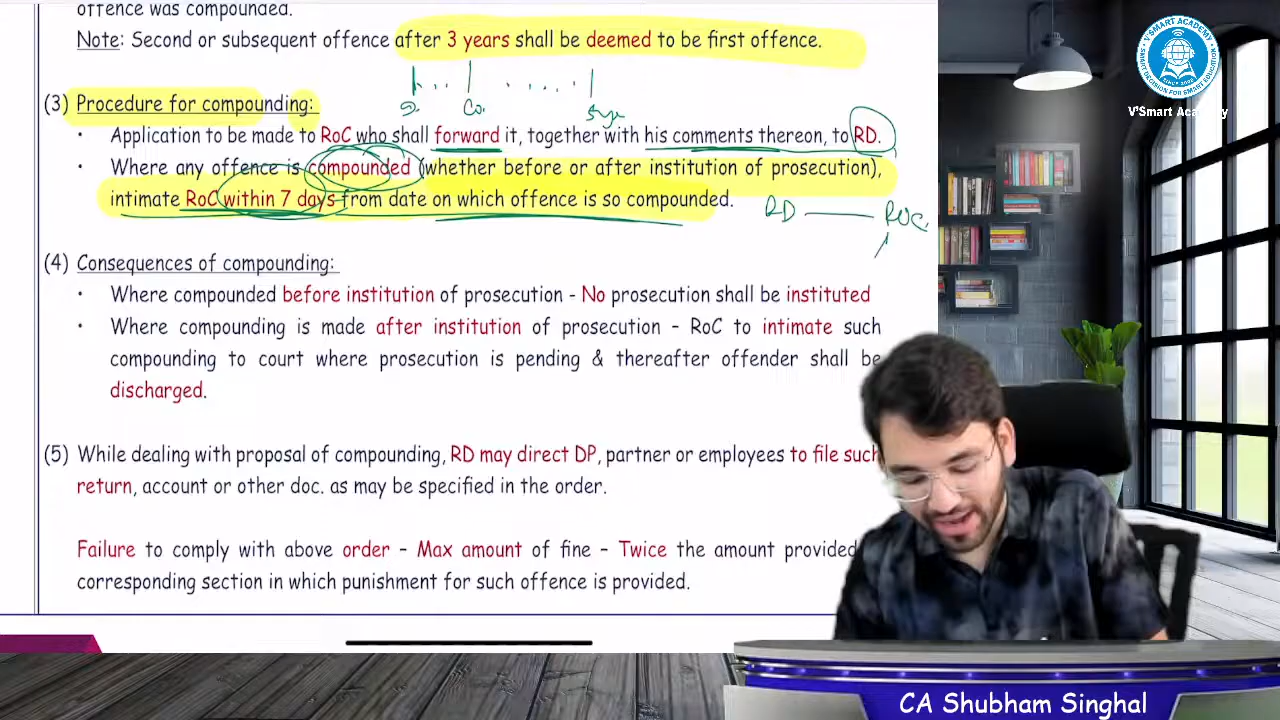 offence was compounded.
Note: Second or subsequent offence after 3 years shall be deemed to be first offence.
(3) Procedure for compounding:
• Application to be made to RoC who shall forward it, together with his comments thereon, to RD.
• Where any offence is compounded (whether before or after institution of prosecution),
intimate RoC within 7 days from date on which offence is so compounded.
RD — ROC
(4) Consequences of compounding:
• Where compounded before institution of prosecution - No prosecution shall be instituted
• Where compounding is made after institution of prosecution – RoC to intimate such
compounding to court where prosecution is pending & thereafter offender shall be
discharged.
(5) While dealing with proposal of compounding, RD may direct DP, partner or employees to file such
return, account or other doc. as may be specified in the order.
Failure to comply with above order – Max amount of fine – Twice the amount provided
corresponding section in which punishment for such offence is provided.
V'SMART ACADEMY
SMART DECISION FOR SMART EDUCATION
V'Smart Academy
CA Shubham Singhal